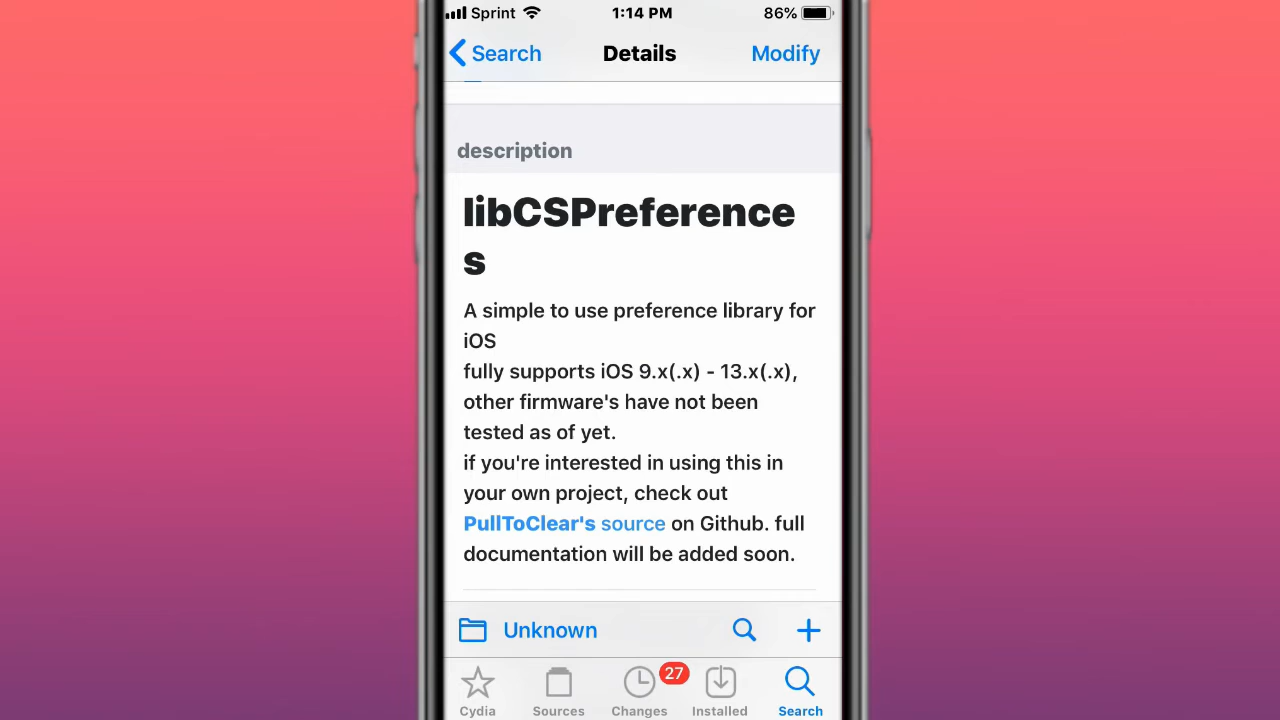 Sprint 1:14 PM 86%
Search Details Modify
description
libCSPreference
s
A simple to use preference library for
iOS
fully supports iOS 9.x(.x) - 13.x(.x),
other firmware's have not been
tested as of yet.
if you're interested in using this in
your own project, check out
PullToClear's source on Github. full
documentation will be added soon.
Unknown
27
Cydia Sources Changes Installed Search